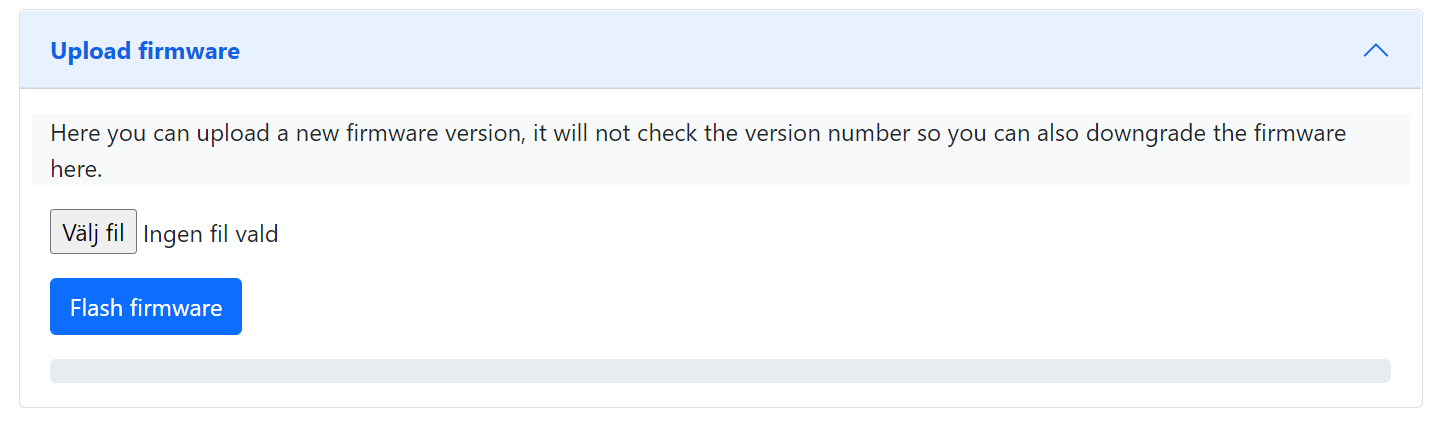 Upload firmware
Here you can upload a new firmware version, it will not check the version number so you can also downgrade the firmware
here.
Välj fil Ingen fil vald
Flash firmware